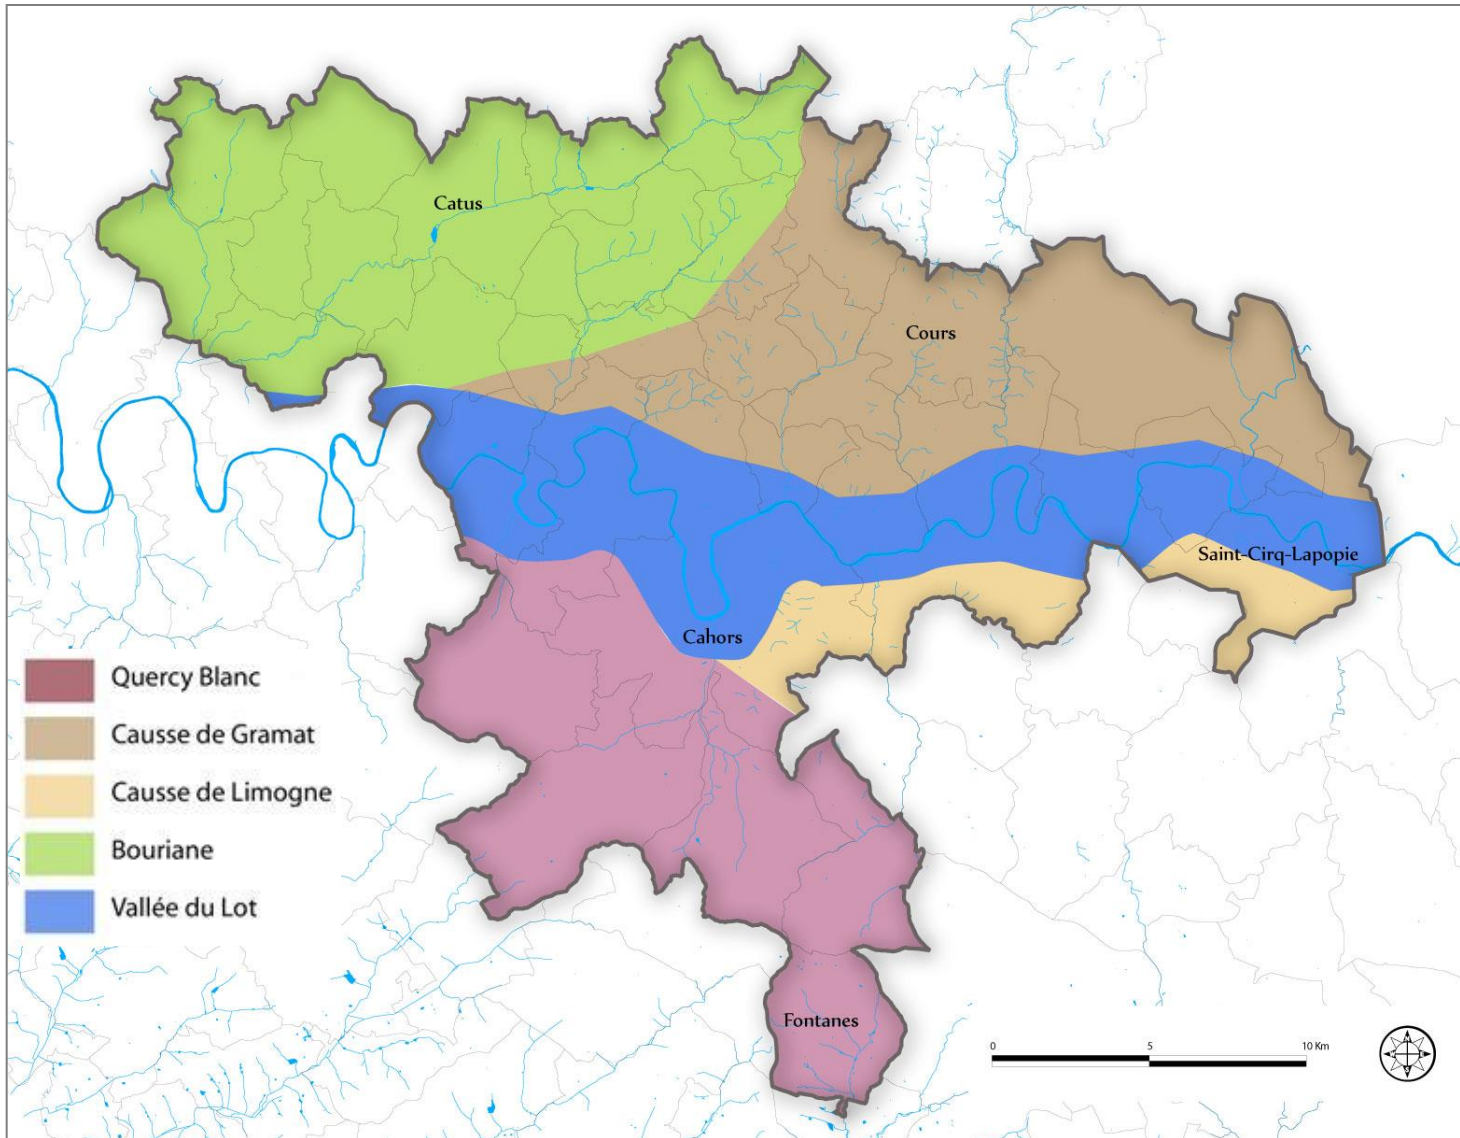 Catus
Cours
Saint-Cirq-Lapopie
Cahors
Quercy Blanc
Causse de Gramat
Causse de Limogne
Bouriane
Vallée du Lot
Fontanes
0
5
10 Km